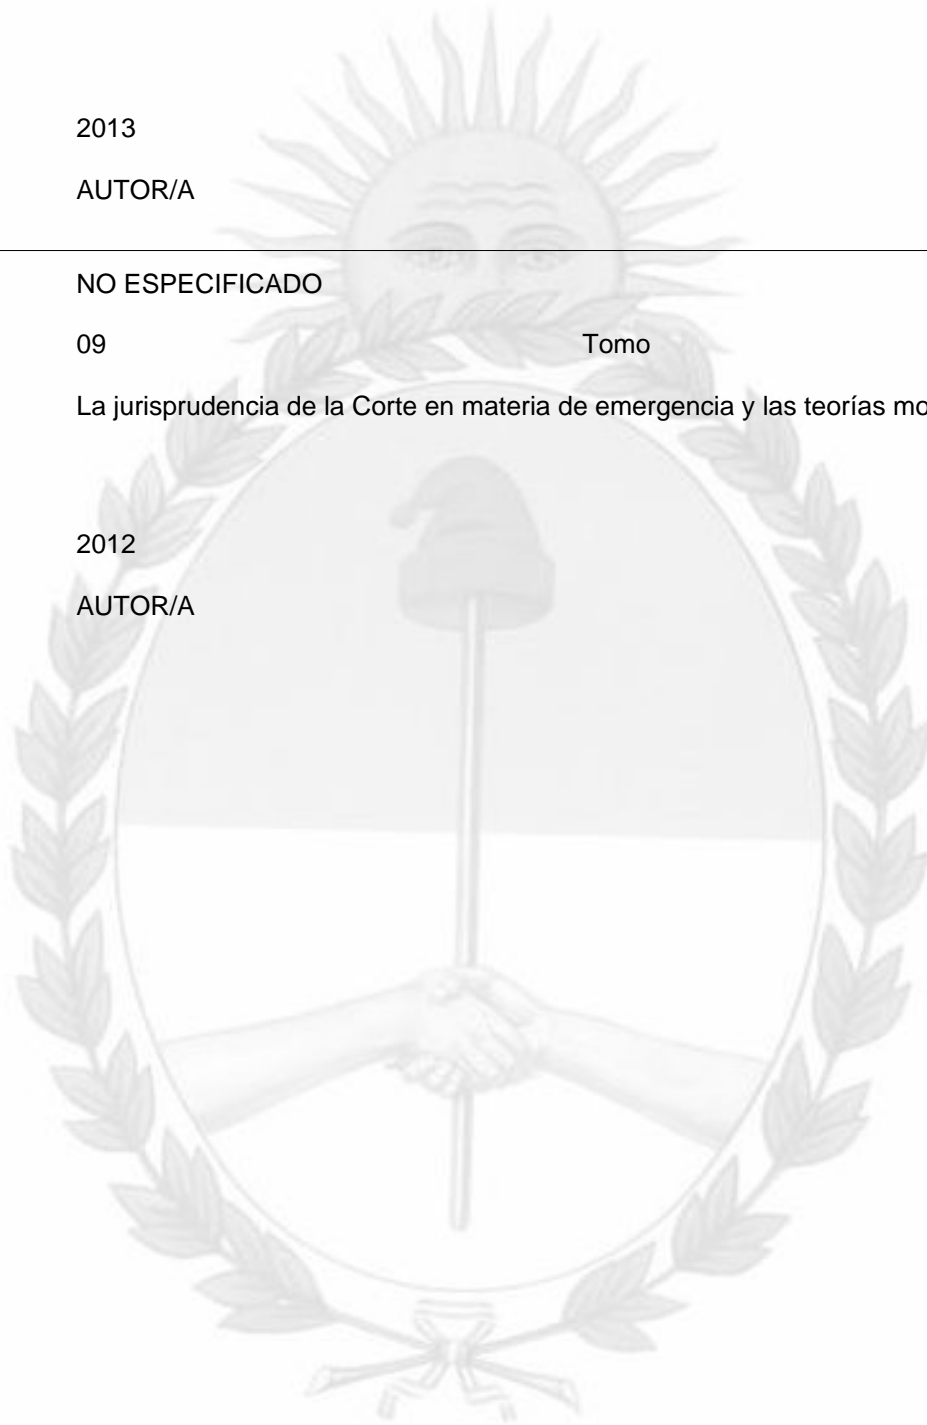 2013
AUTOR/A
NO ESPECIFICADO
09 Tomo
La jurisprudencia de la Corte en materia de emergencia y las teorías mo
2012
AUTOR/A